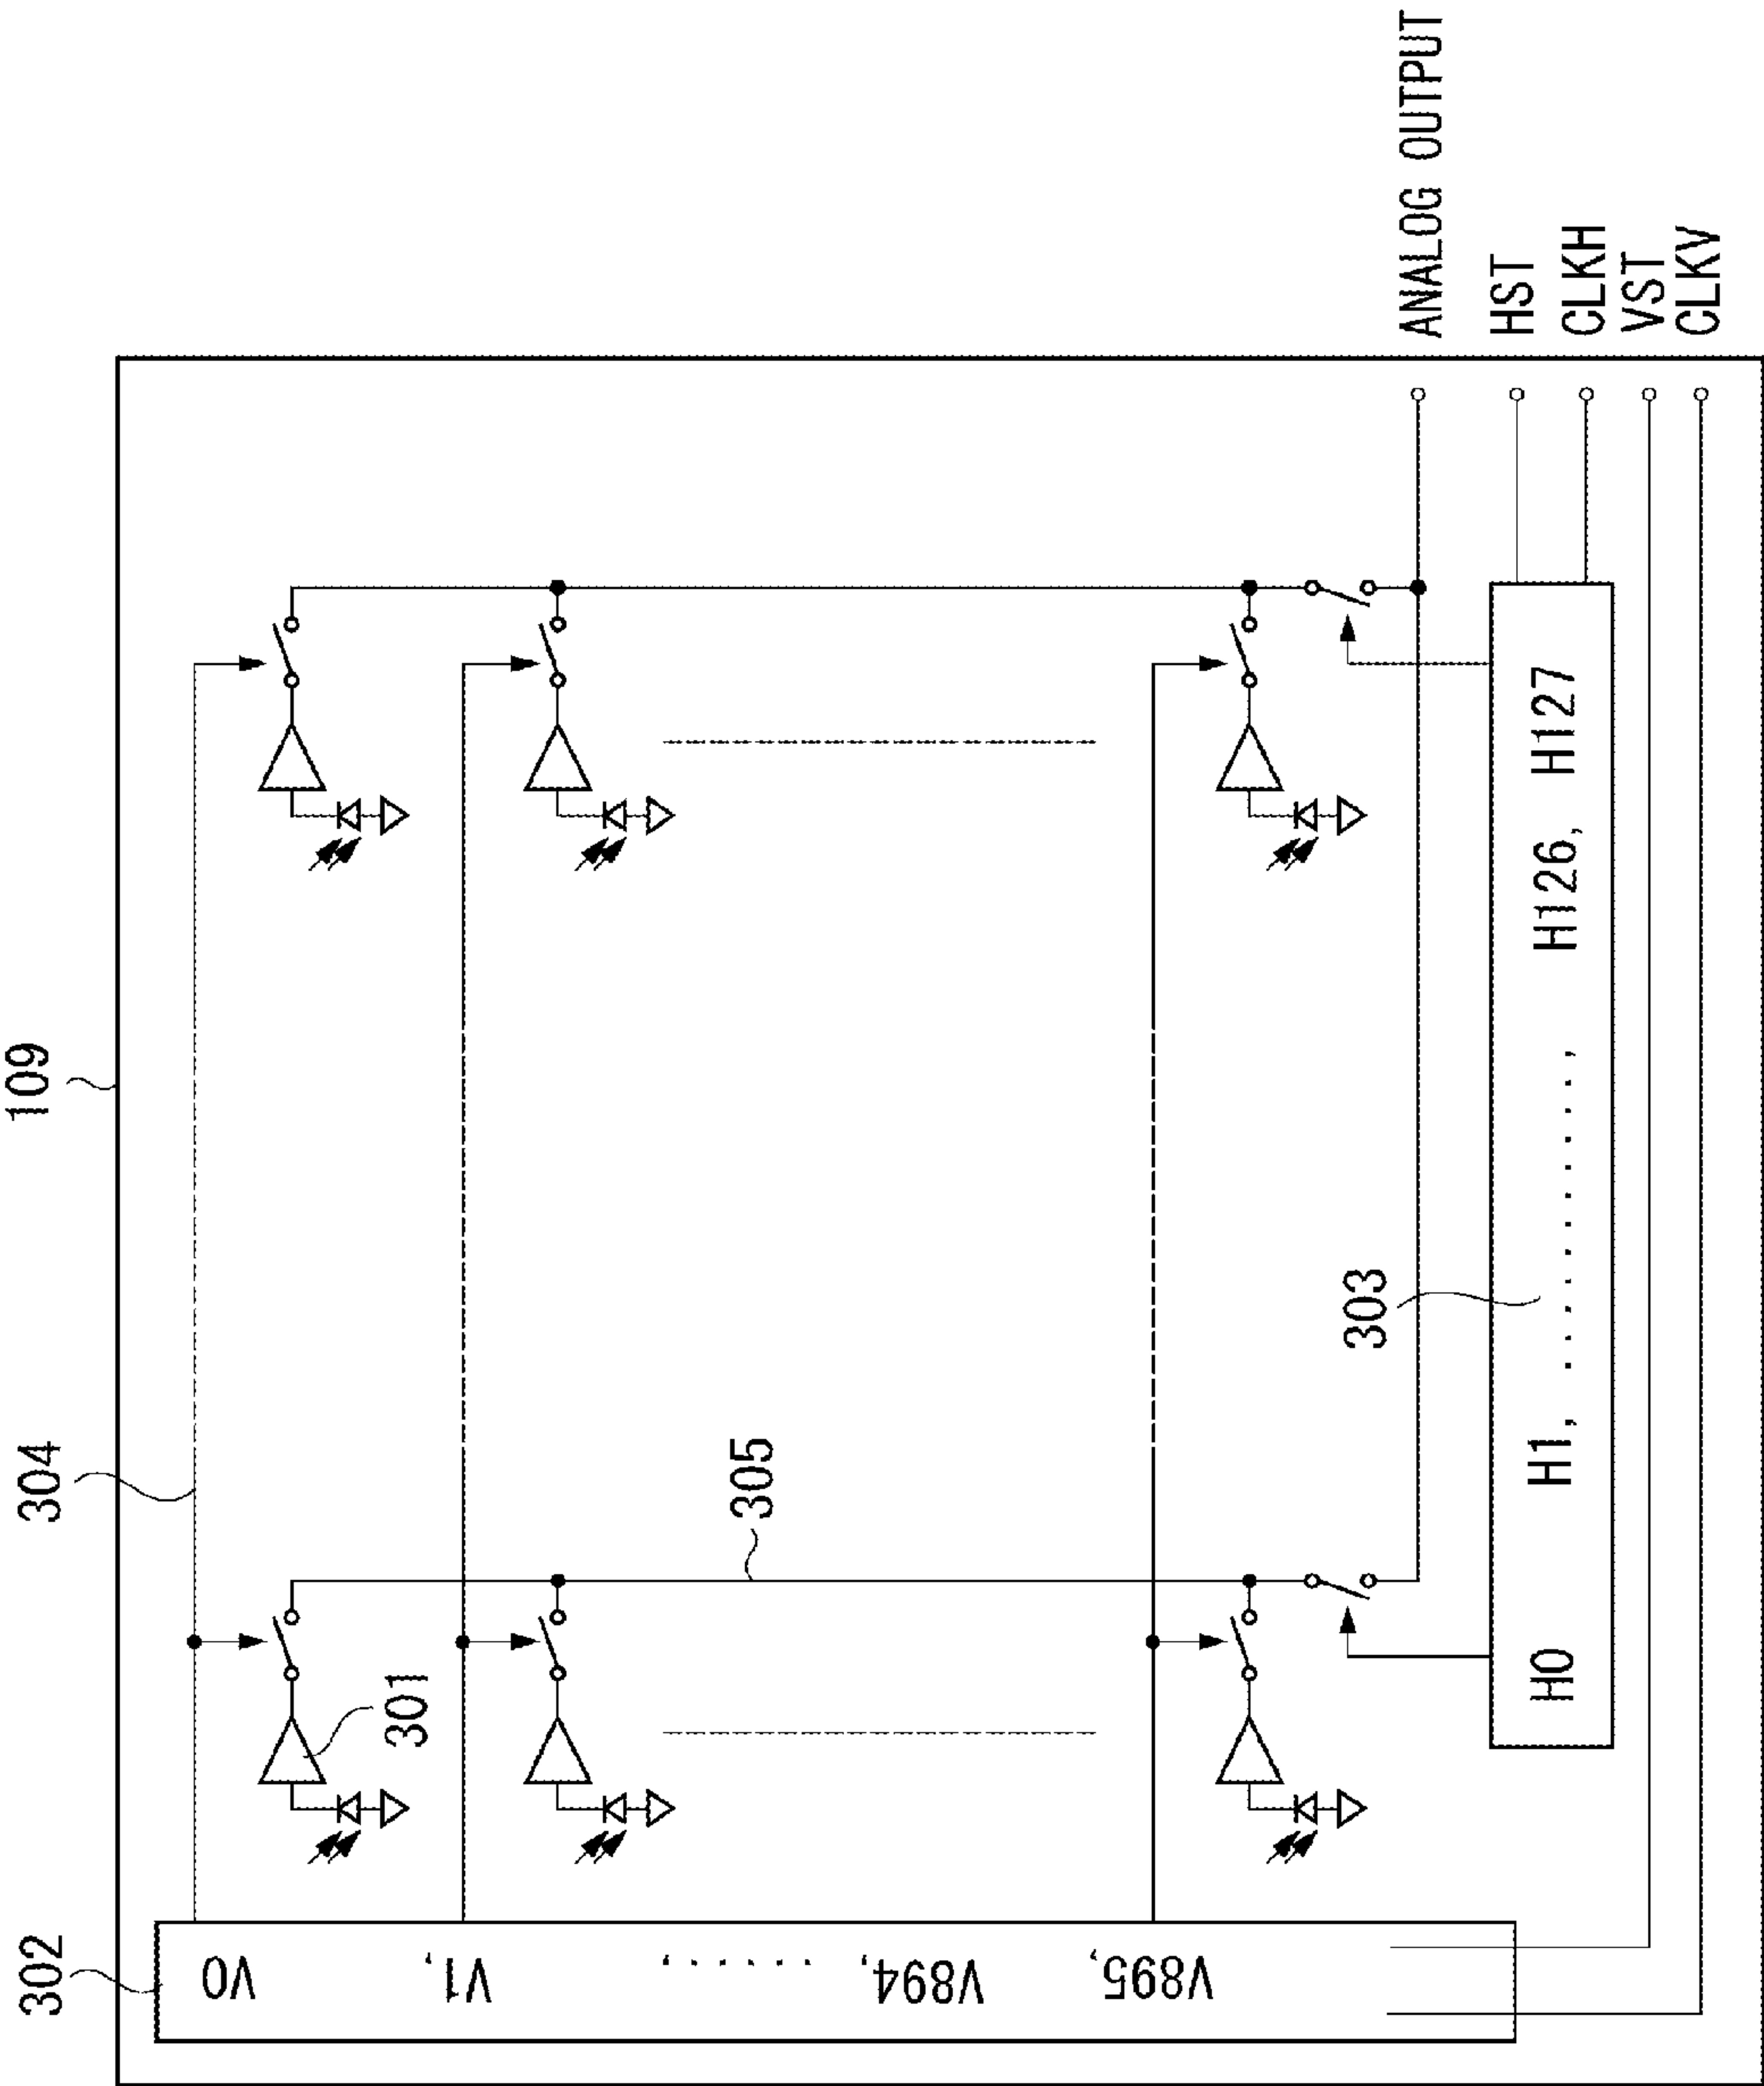 109
304
302
V0
V1,
. . . . . ,
V894,
V895,
301
305
303
H0 H1, . . . . . . . . . . . , H126, H127
ANALOG OUTPUT
HST
CLKH
VST
CLKV